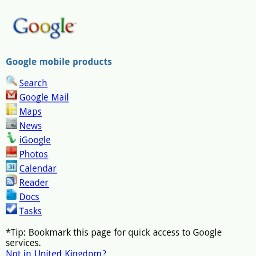 Google
Google mobile products
Search
Google Mail
Maps
News
iGoogle
Photos
Calendar
Reader
Docs
Tasks
*Tip: Bookmark this page for quick access to Google
services.
Not in United Kingdom?